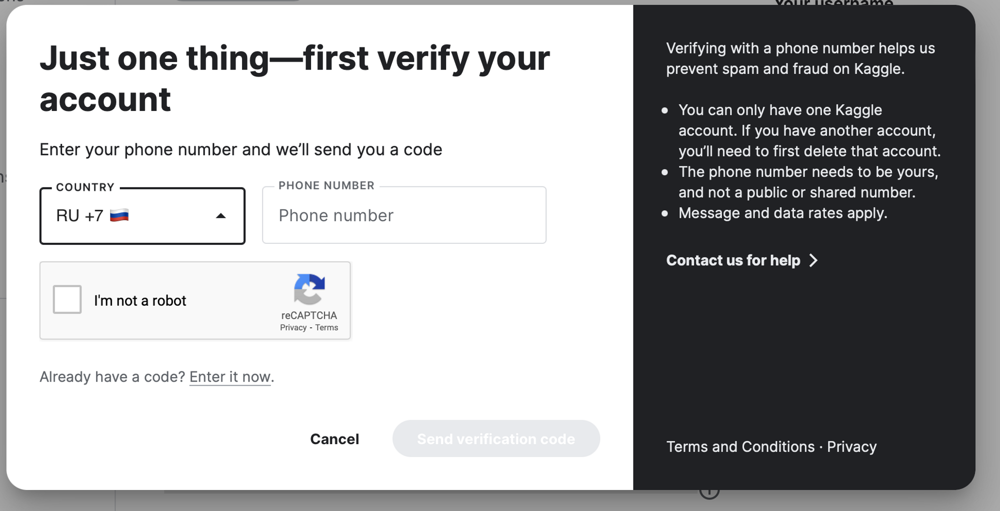 Your username
Just one thing—first verify your
account
Enter your phone number and we’ll send you a code
COUNTRY
RU +7 🇷🇺
PHONE NUMBER
Phone number
I'm not a robot
reCAPTCHA
Privacy - Terms
Already have a code? Enter it now.
Cancel
Send verification code
Verifying with a phone number helps us
prevent spam and fraud on Kaggle.
• You can only have one Kaggle
account. If you have another account,
you’ll need to first delete that account.
• The phone number needs to be yours,
and not a public or shared number.
• Message and data rates apply.
Contact us for help
Terms and Conditions · Privacy